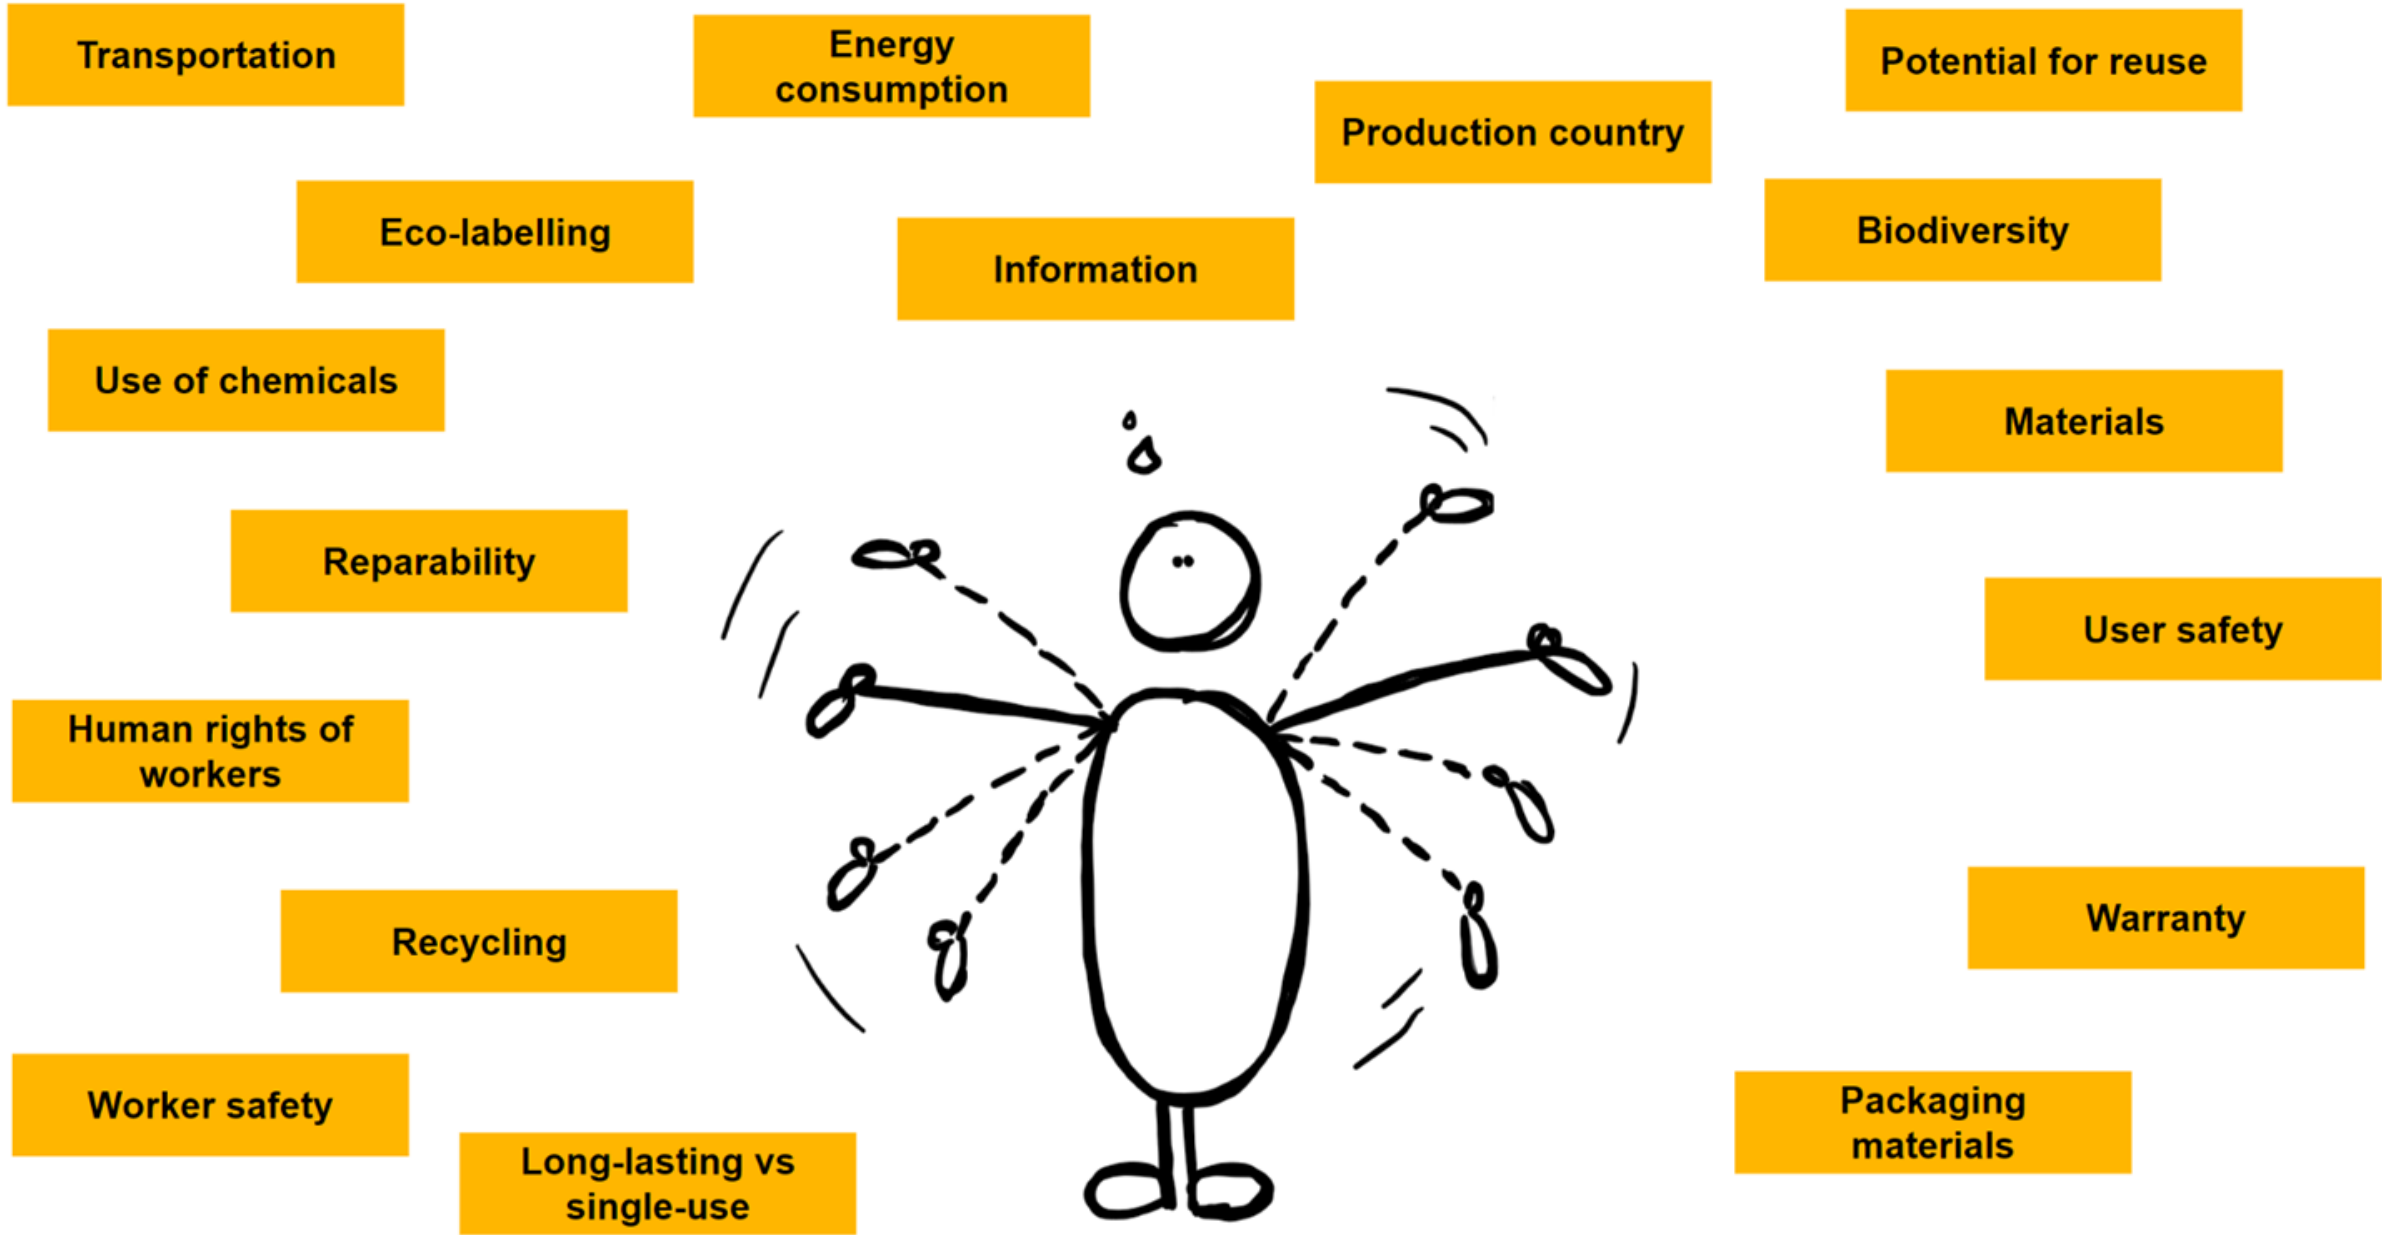 Transportation
Energy
consumption
Potential for reuse
Production country
Eco-labelling
Biodiversity
Information
Use of chemicals
Materials
Reparability
User safety
Human rights of
workers
Warranty
Recycling
Worker safety
Packaging
materials
Long-lasting vs
single-use